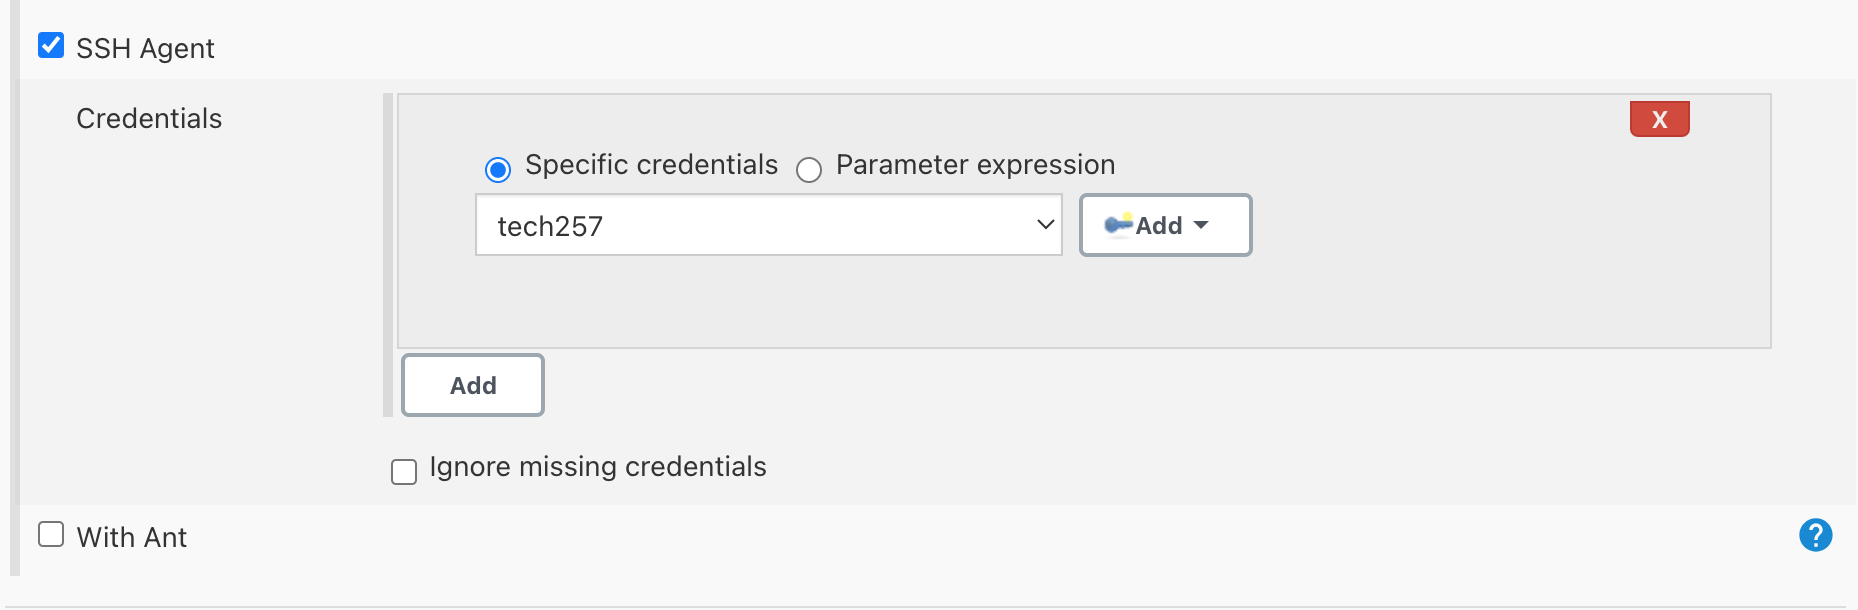 SSH Agent
Credentials
X
Specific credentials Parameter expression
tech257 Add
Add
Ignore missing credentials
With Ant ?